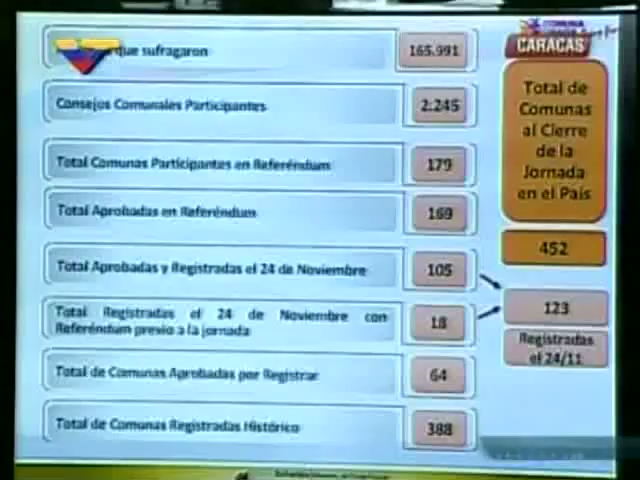 que sufragaron 165.991
Consejos Comunales Participantes 2.245
Total Comunas Participantes en Referéndum 179
Total Aprobadas en Referéndum 169
Total Aprobadas y Registradas el 24 de Noviembre 105
Total Registradas el 24 de Noviembre con
Referéndum previo a la jornada 18
Total de Comunas Aprobadas por Registrar 64
Total de Comunas Registradas Histórico 388
COMUNA
CARACAS
Total de
Comunas
al Cierre
de la
Jornada
en el País
452
123
Registradas
el 24/11